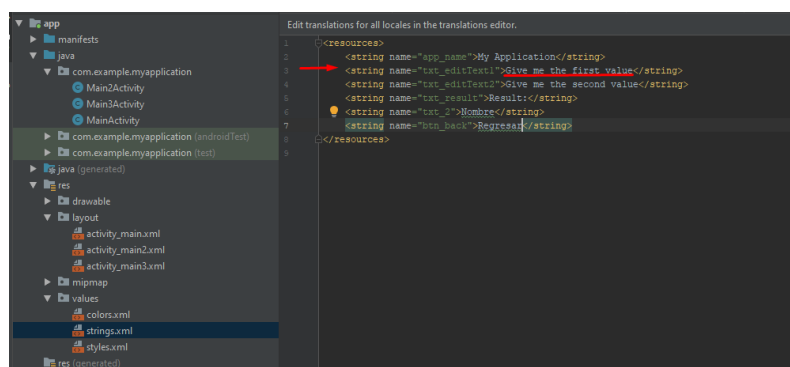 app
manifests
java
com.example.myapplication
Main2Activity
Main3Activity
MainActivity
com.example.myapplication (androidTest)
com.example.myapplication (test)
java (generated)
res
drawable
layout
activity_main.xml
activity_main2.xml
activity_main3.xml
mipmap
values
colors.xml
strings.xml
styles.xml
res (generated)
Edit translations for all locales in the translations editor.
1 <resources>
2 <string name="app_name">My Application</string>
3 <string name="txt_editText1">Give me the first value</string>
4 <string name="txt_editText2">Give me the second value</string>
5 <string name="txt_result">Result:</string>
6 <string name="txt_2">Nombre</string>
7 <string name="btn_back">Regresar</string>
8 </resources>
9